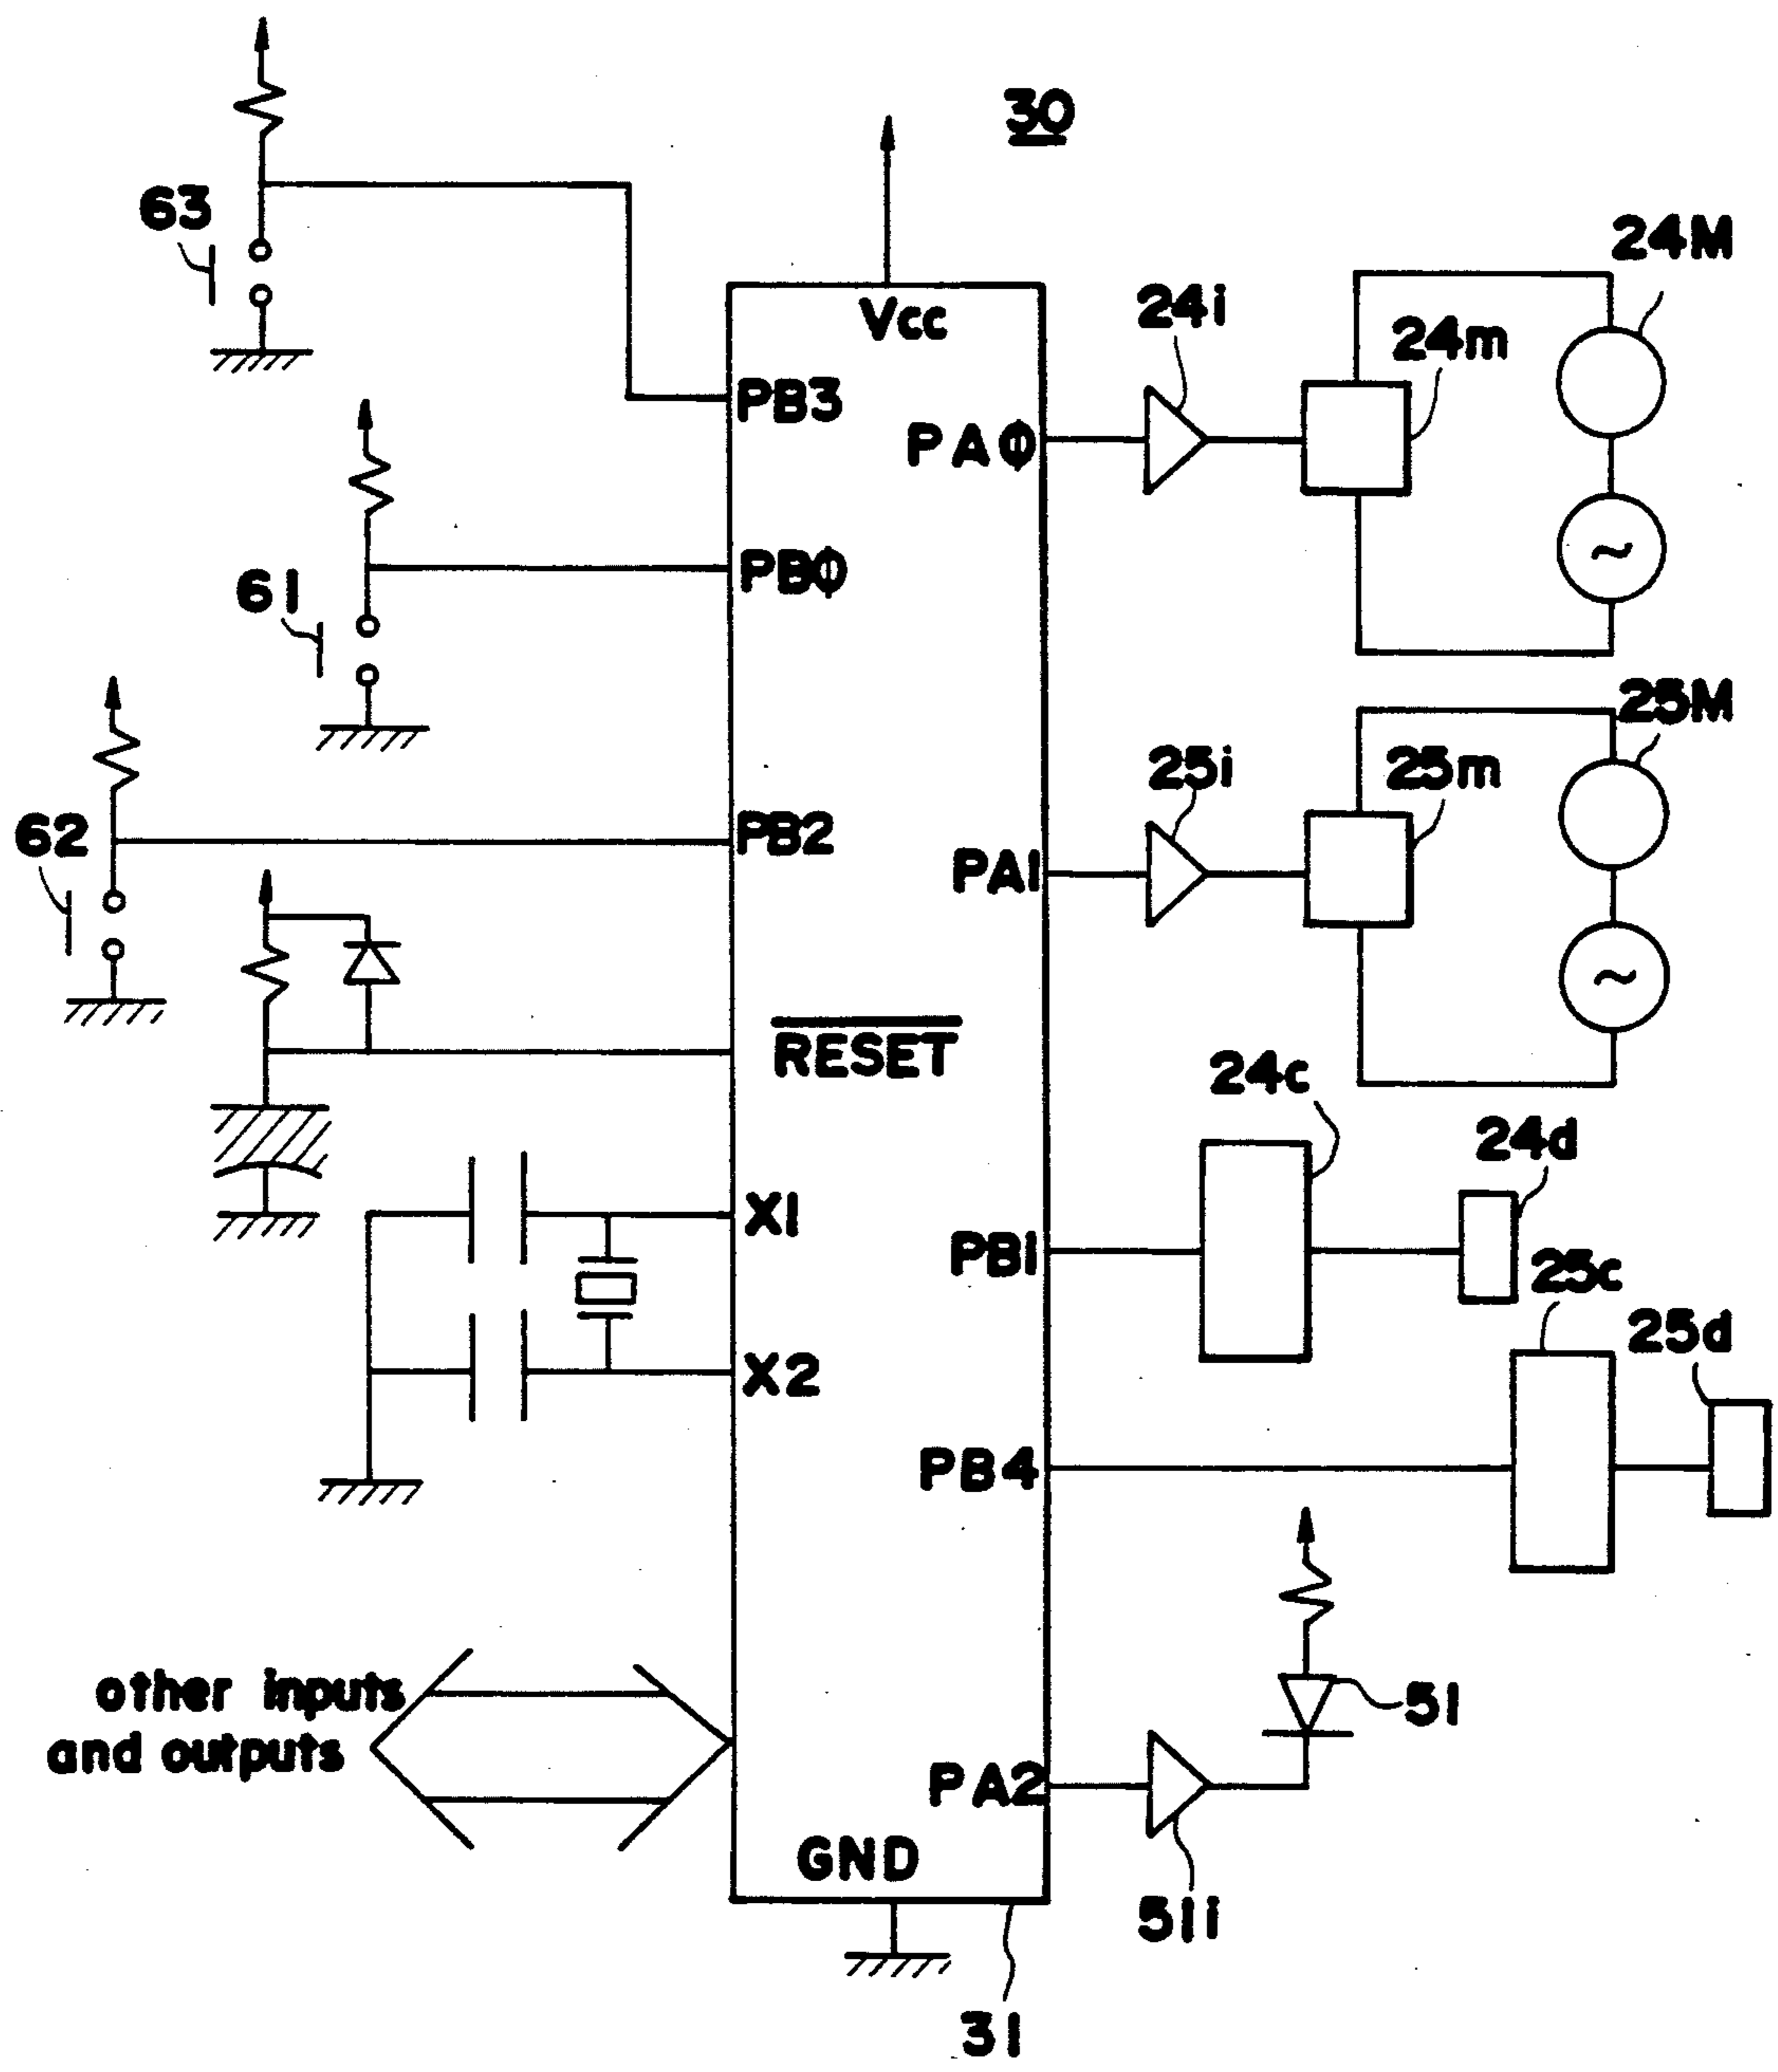 30
63
24M
24i
Vcc
24m
PB3
PAΦ
PBΦ
61
25M
25i
25m
62
PB2
PA1
RESET
24c
24d
X1
PB1
25c
25d
X2
PB4
other inputs
and outputs
51
PA2
GND
51i
31